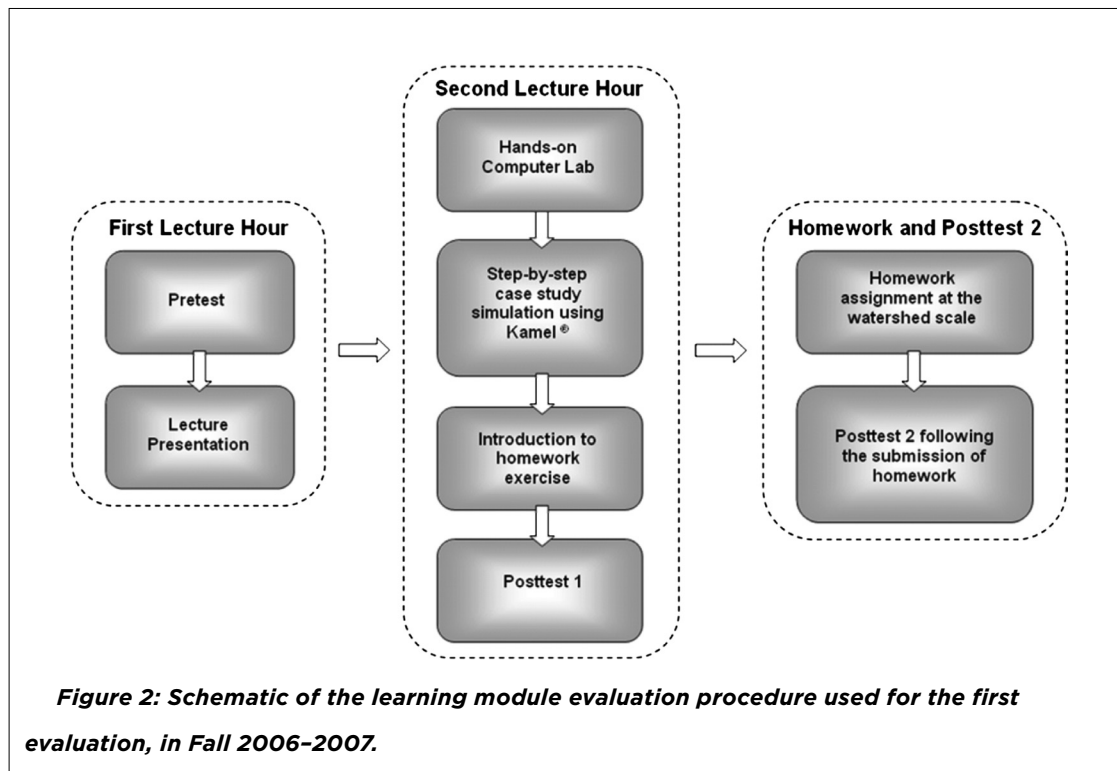 First Lecture Hour
Pretest
Lecture
Presentation
Second Lecture Hour
Hands-on
Computer Lab
Step-by-step
case study
simulation using
Kamel ®
Introduction to
homework
exercise
Posttest 1
Homework and Posttest 2
Homework
assignment at the
watershed scale
Posttest 2 following
the submission of
homework
Figure 2: Schematic of the learning module evaluation procedure used for the first
evaluation, in Fall 2006–2007.